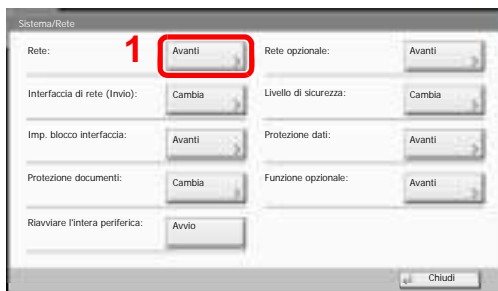 Sistema/Rete
Rete: 1 Avanti Rete opzionale: Avanti
Interfaccia di rete (Invio): Cambia Livello di sicurezza: Cambia
Imp. blocco interfaccia: Avanti Protezione dati: Avanti
Protezione documenti: Cambia Funzione opzionale: Avanti
Riavviare l'intera periferica: Avvio
Chiudi